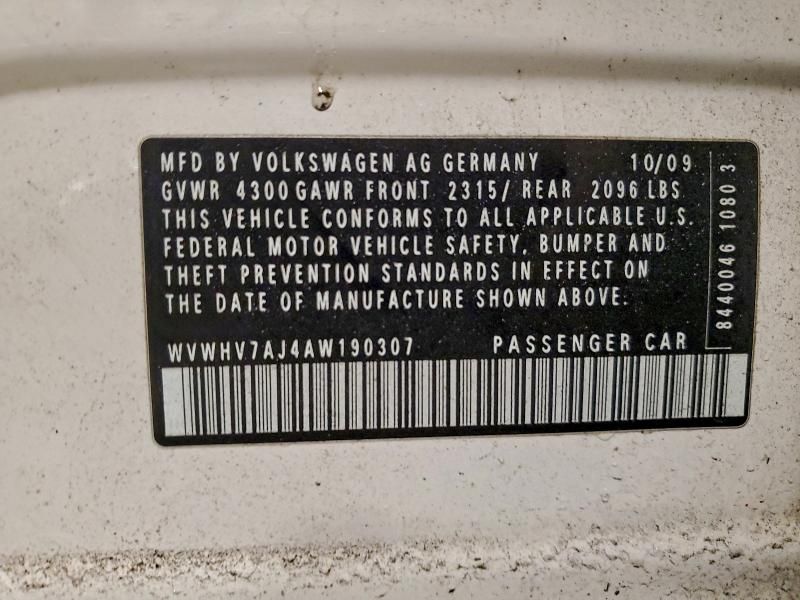 MFD BY VOLKSWAGEN AG GERMANY 10/09
GVWR 4300 GAWR FRONT 2315/ REAR 2096 LBS
THIS VEHICLE CONFORMS TO ALL APPLICABLE U.S.
FEDERAL MOTOR VEHICLE SAFETY, BUMPER AND
THEFT PREVENTION STANDARDS IN EFFECT ON
THE DATE OF MANUFACTURE SHOWN ABOVE.
WVWHV7AJ4AW190307 PASSENGER CAR
8440046 1080 3